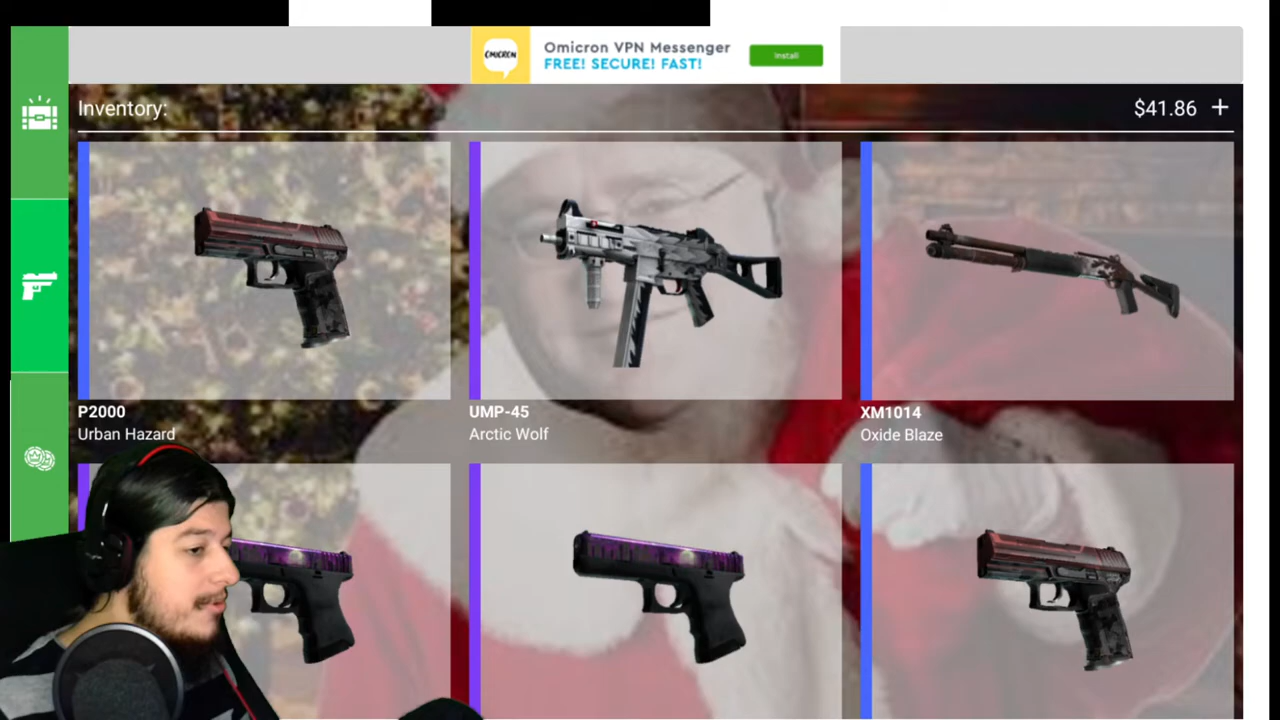 OMICRON
Omicron VPN Messenger
FREE! SECURE! FAST!
Install
Inventory:
$41.86 +
P2000
Urban Hazard
UMP-45
Arctic Wolf
XM1014
Oxide Blaze